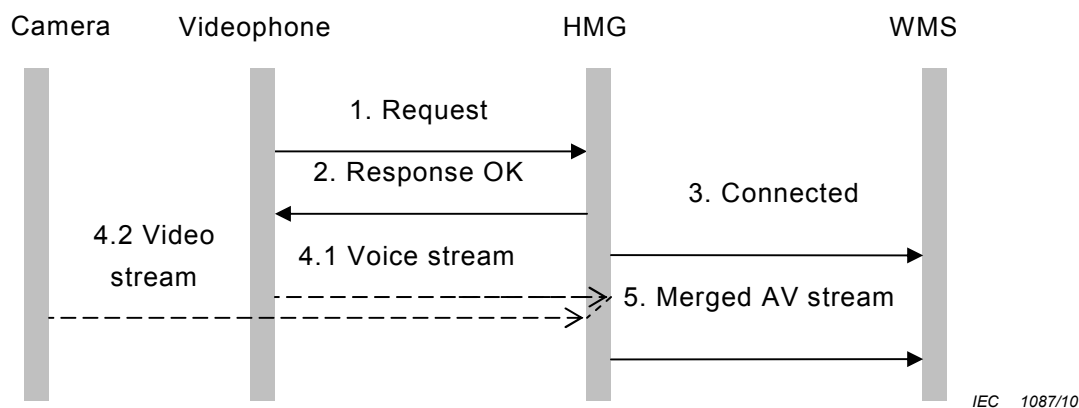 Camera Videophone HMG WMS
1. Request
2. Response OK
3. Connected
4.2 Video
stream
4.1 Voice stream
5. Merged AV stream
IEC 1087/10